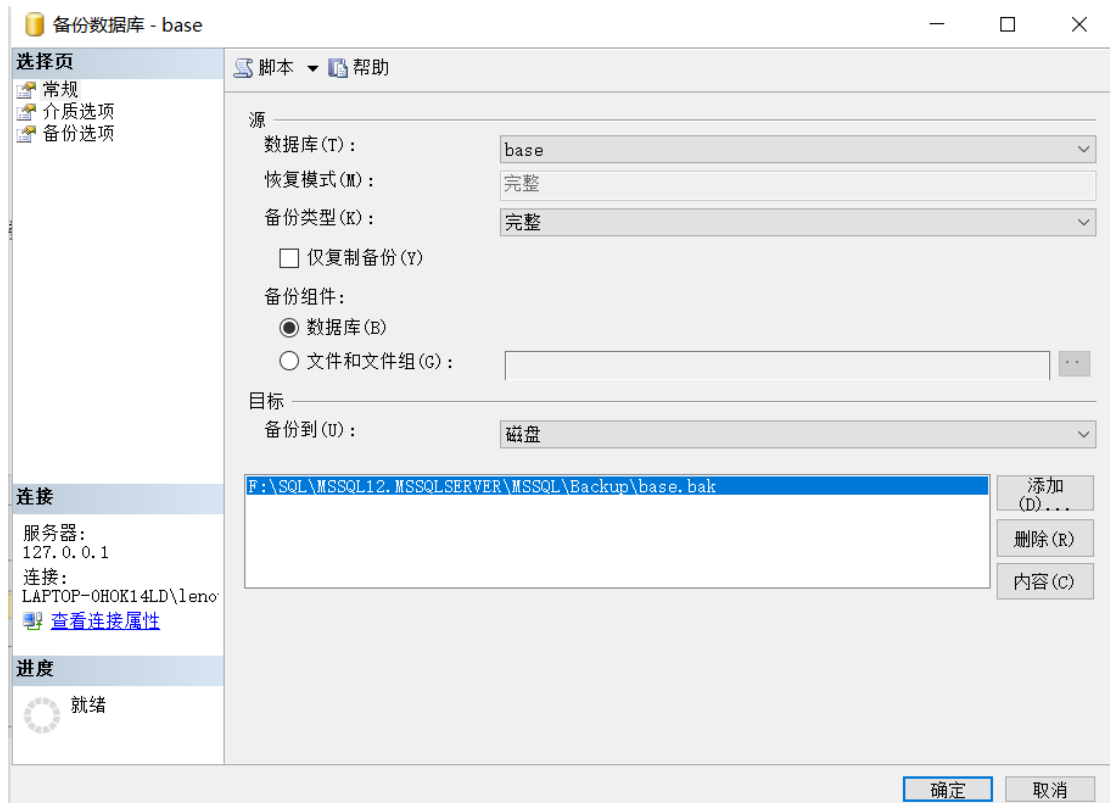 备份数据库 - base
选择页
常规
介质选项
备份选项
脚本
帮助
源
数据库(T):
base
恢复模式(M):
完整
备份类型(K):
完整
仅复制备份(Y)
备份组件:
数据库(B)
文件和文件组(G):
..
目标
备份到(U):
磁盘
F:\SQL\MSSQL12.MSSQLSERVER\MSSQL\Backup\base.bak
添加
(D)...
删除(R)
内容(C)
连接
服务器:
127.0.0.1
连接:
LAPTOP-0HOK14LD\leno
查看连接属性
进度
就绪
确定
取消